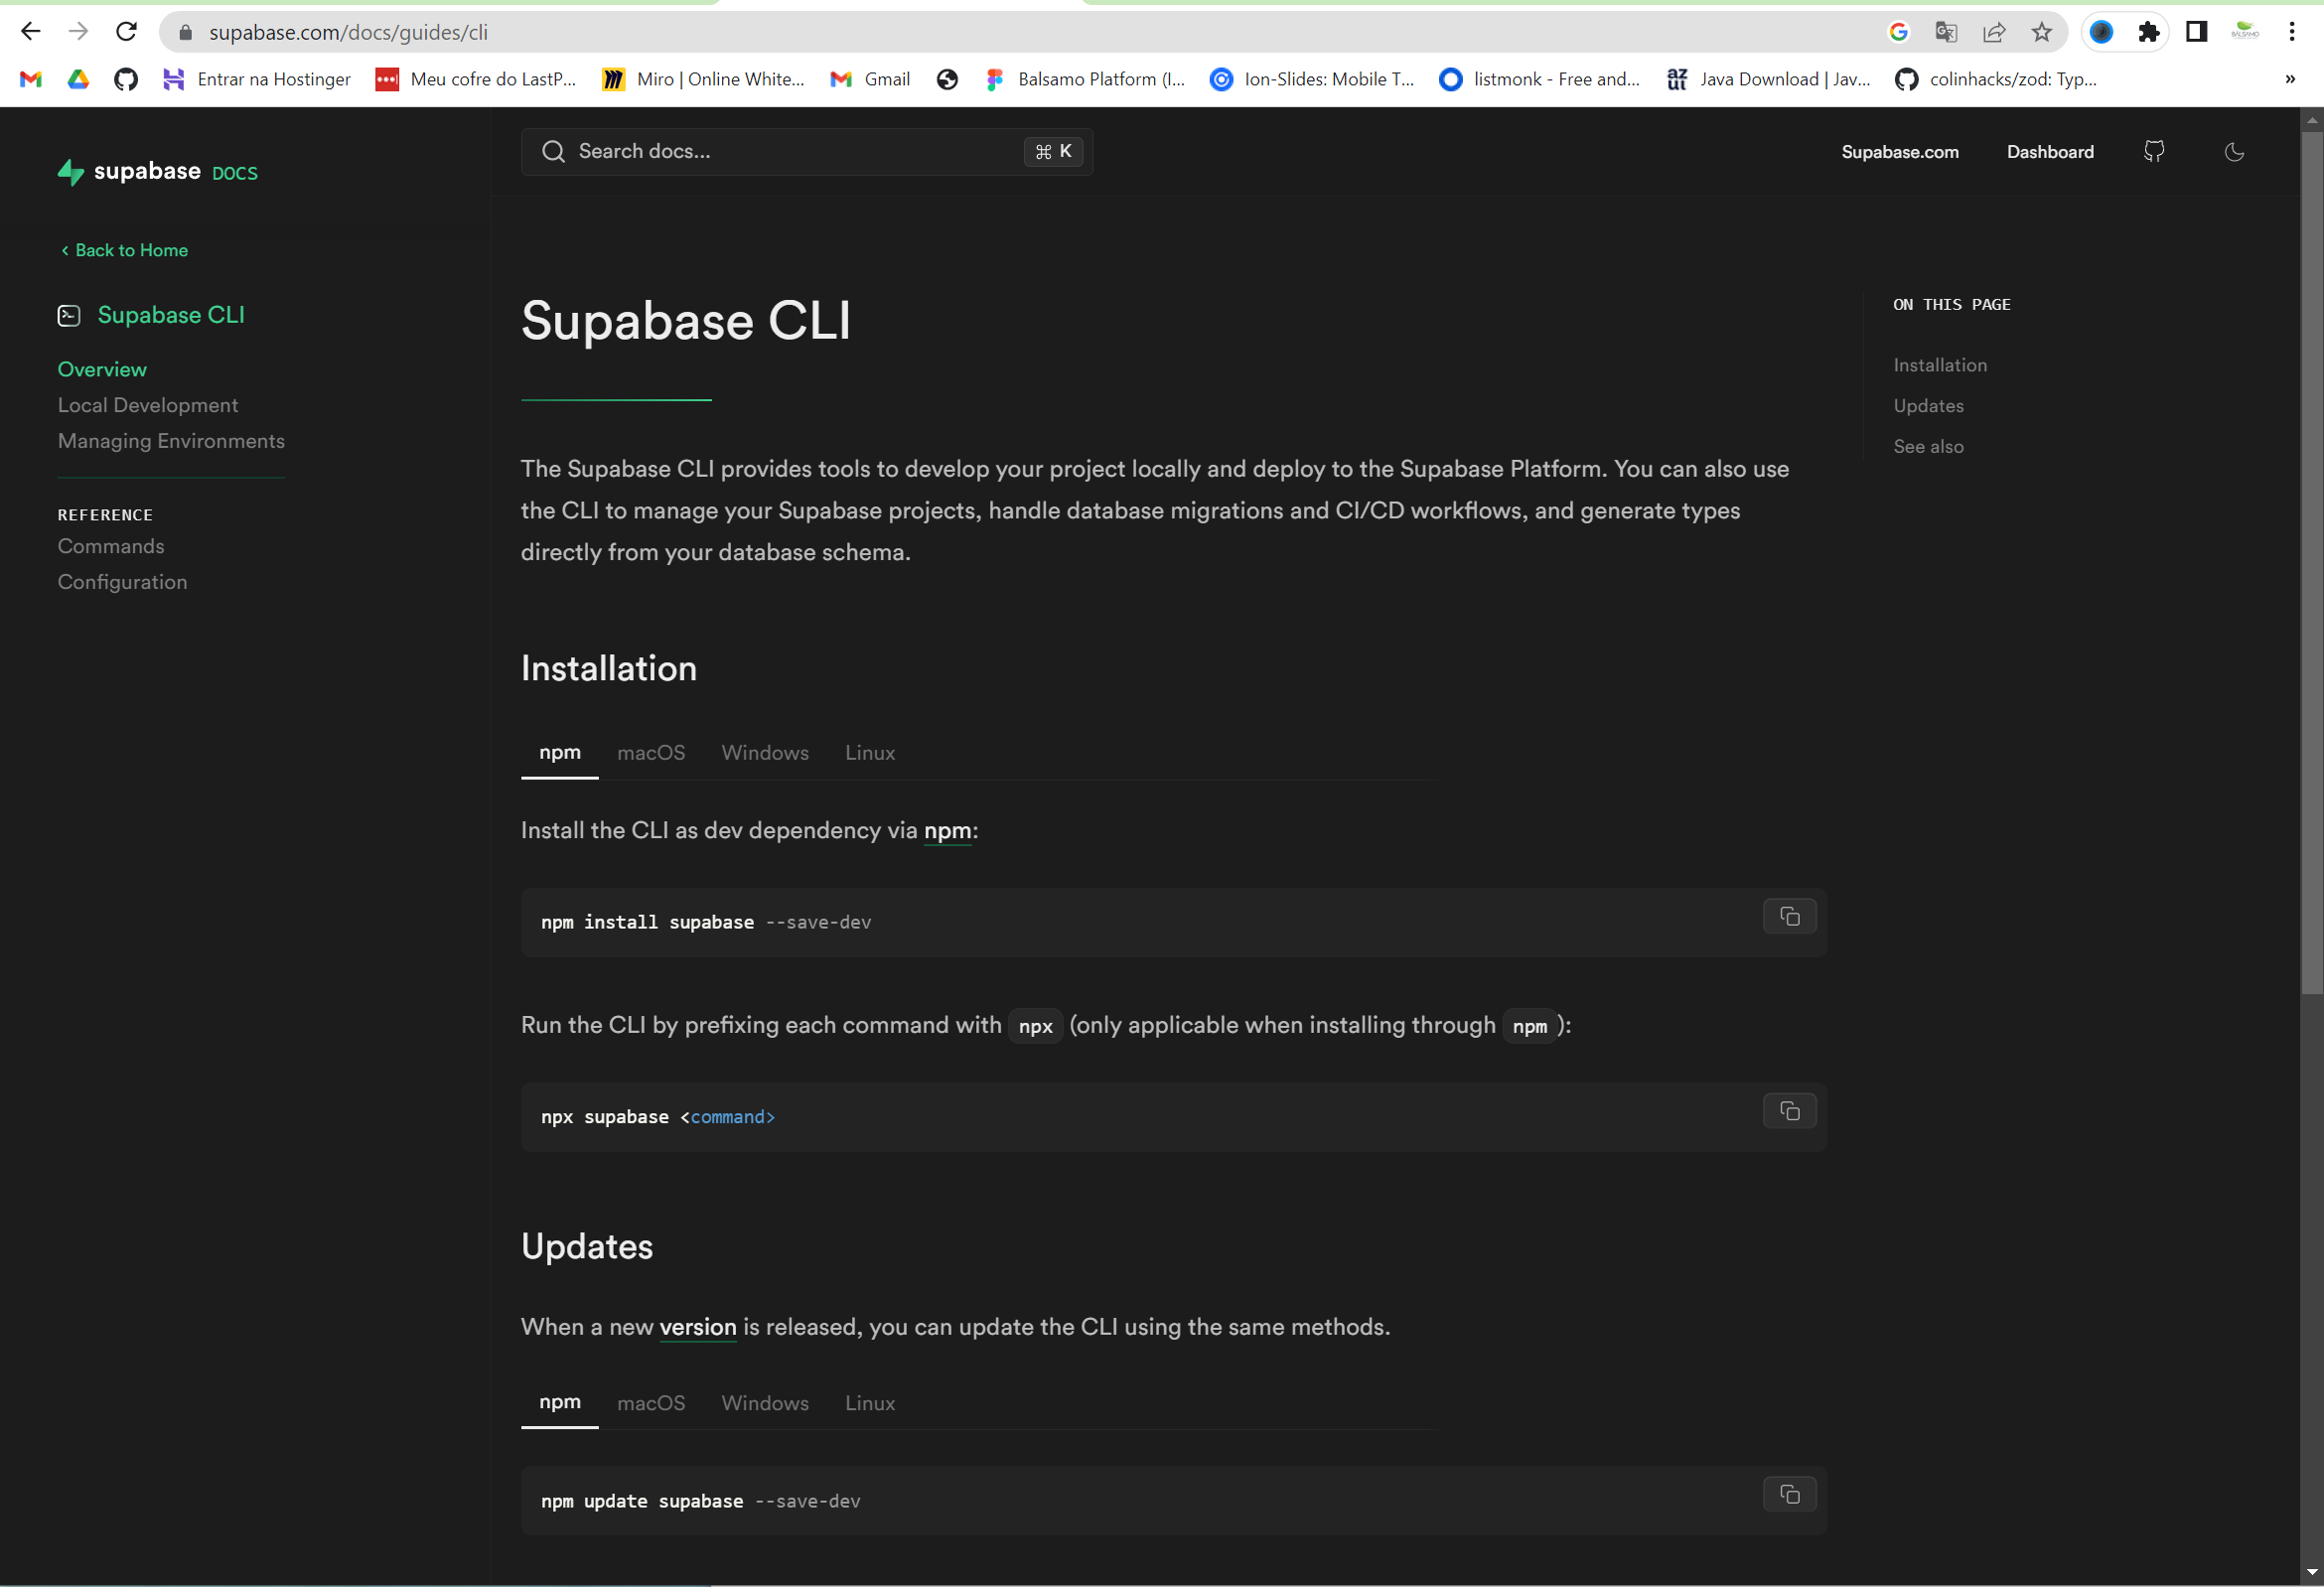 supabase.com/docs/guides/cli
Entrar na Hostinger
Meu cofre do LastP...
Miro | Online White...
Gmail
Balsamo Platform (I...
Ion-Slides: Mobile T...
listmonk - Free and...
Java Download | Jav...
colinhacks/zod: Typ...
»
supabase DOCS
Search docs...
⌘ K
Supabase.com
Dashboard
‹ Back to Home
Supabase CLI
Overview
Local Development
Managing Environments
REFERENCE
Commands
Configuration
Supabase CLI
The Supabase CLI provides tools to develop your project locally and deploy to the Supabase Platform. You can also use
the CLI to manage your Supabase projects, handle database migrations and CI/CD workflows, and generate types
directly from your database schema.
Installation
npm macOS Windows Linux
Install the CLI as dev dependency via npm:
npm install supabase --save-dev
Run the CLI by prefixing each command with npx (only applicable when installing through npm):
npx supabase <command>
Updates
When a new version is released, you can update the CLI using the same methods.
npm macOS Windows Linux
npm update supabase --save-dev
ON THIS PAGE
Installation
Updates
See also